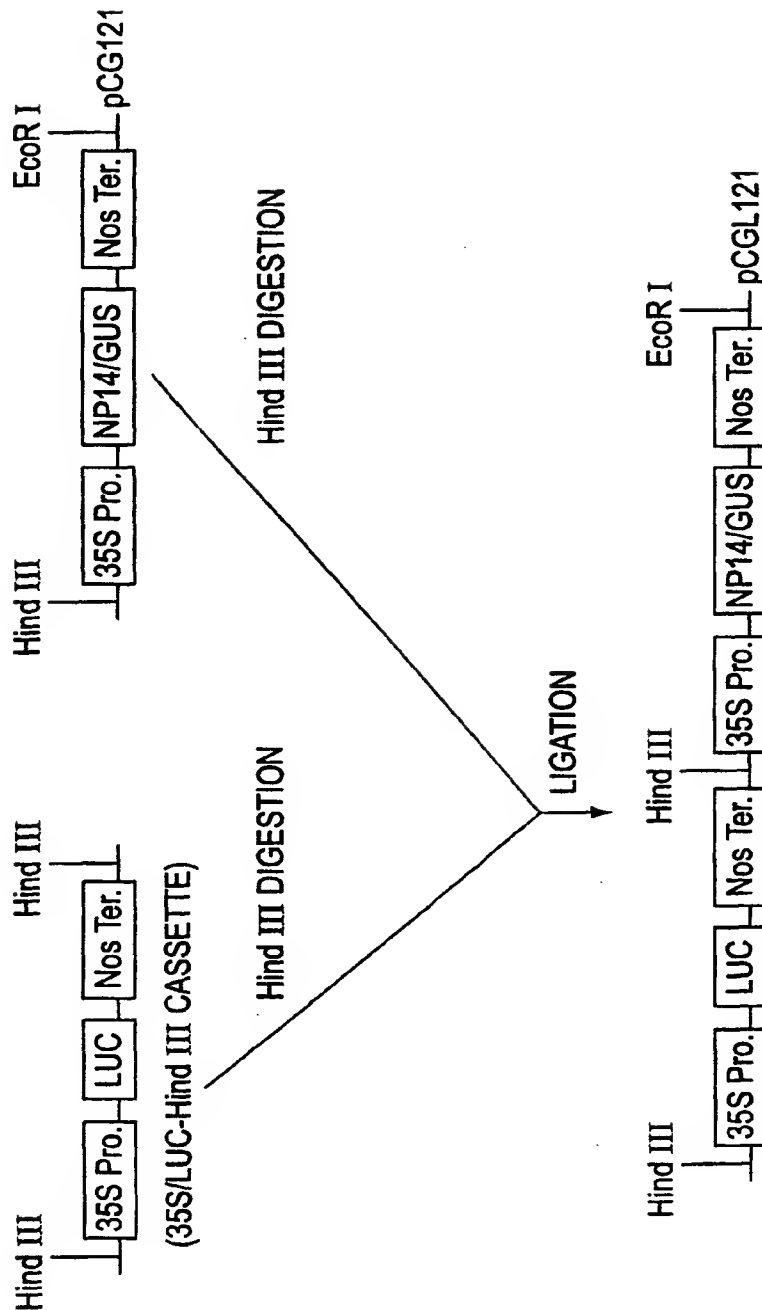 Hind III
Hind III
35S Pro.
LUC
Nos Ter.
(35S/LUC-Hind III CASSETTE)
Hind III
EcoR I
35S Pro.
NP14/GUS
Nos Ter.
pCG121
Hind III DIGESTION
Hind III DIGESTION
LIGATION
Hind III
Hind III
EcoR I
35S Pro.
LUC
Nos Ter.
35S Pro.
NP14/GUS
Nos Ter.
pCGL121